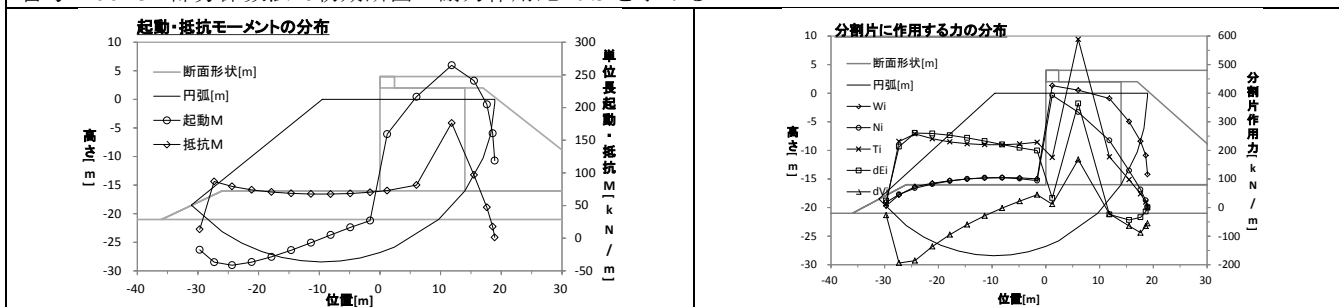 起動・抵抗モーメントの分布
断面形状[m]
円弧[m]
起動M
抵抗M
高さ[m]
10
5
0
-5
-10
-15
-20
-25
-30
-40
-30
-20
-10
0
10
20
30
位置[m]
300
250
200
150
100
50
0
-50
単位長起動・抵抗M[kN/m]
分割片に作用する力の分布
断面形状[m]
円弧[m]
Wi
Ni
Ti
dEi
dVi
高さ[m]
10
5
0
-5
-10
-15
-20
-25
-30
-40
-30
-20
-10
0
10
20
30
位置[m]
600
500
400
300
200
100
0
-100
-200
分割片作用力[kN/m]